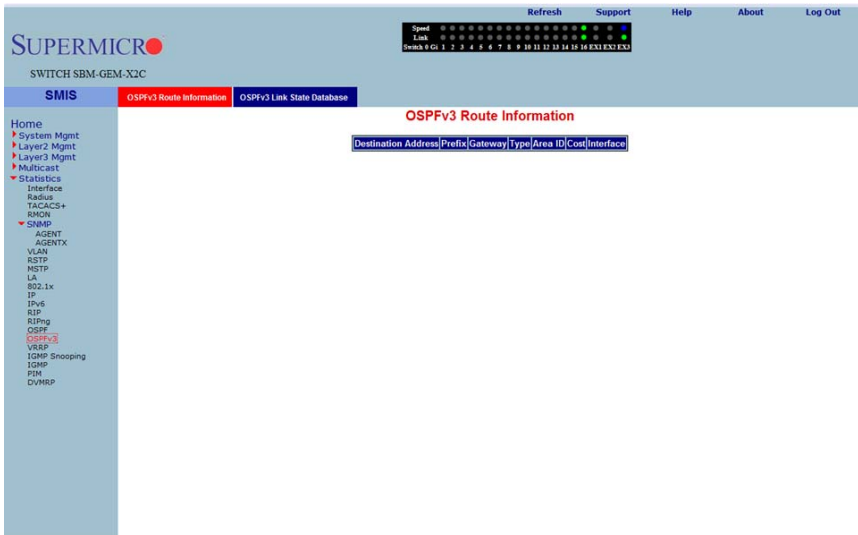 Refresh Support Help About Log Out
SUPERMICRO
SWITCH SBM-GEM-X2C
Speed
Link
Switch 0 Gi 1 2 3 4 5 6 7 8 9 10 11 12 13 14 15 16 EX1 EX2 EX3
SMIS
OSPFv3 Route Information OSPFv3 Link State Database
OSPFv3 Route Information
Destination Address Prefix Gateway Type Area ID Cost Interface
Home
System Mgmt
Layer2 Mgmt
Layer3 Mgmt
Multicast
Statistics
Interface
Radius
TACACS+
RMON
SNMP
AGENT
AGENTX
VLAN
RSTP
MSTP
LA
802.1x
IP
IPv6
RIP
RIPng
OSPF
OSPFv3
VRRP
IGMP Snooping
IGMP
PIM
DVMRP